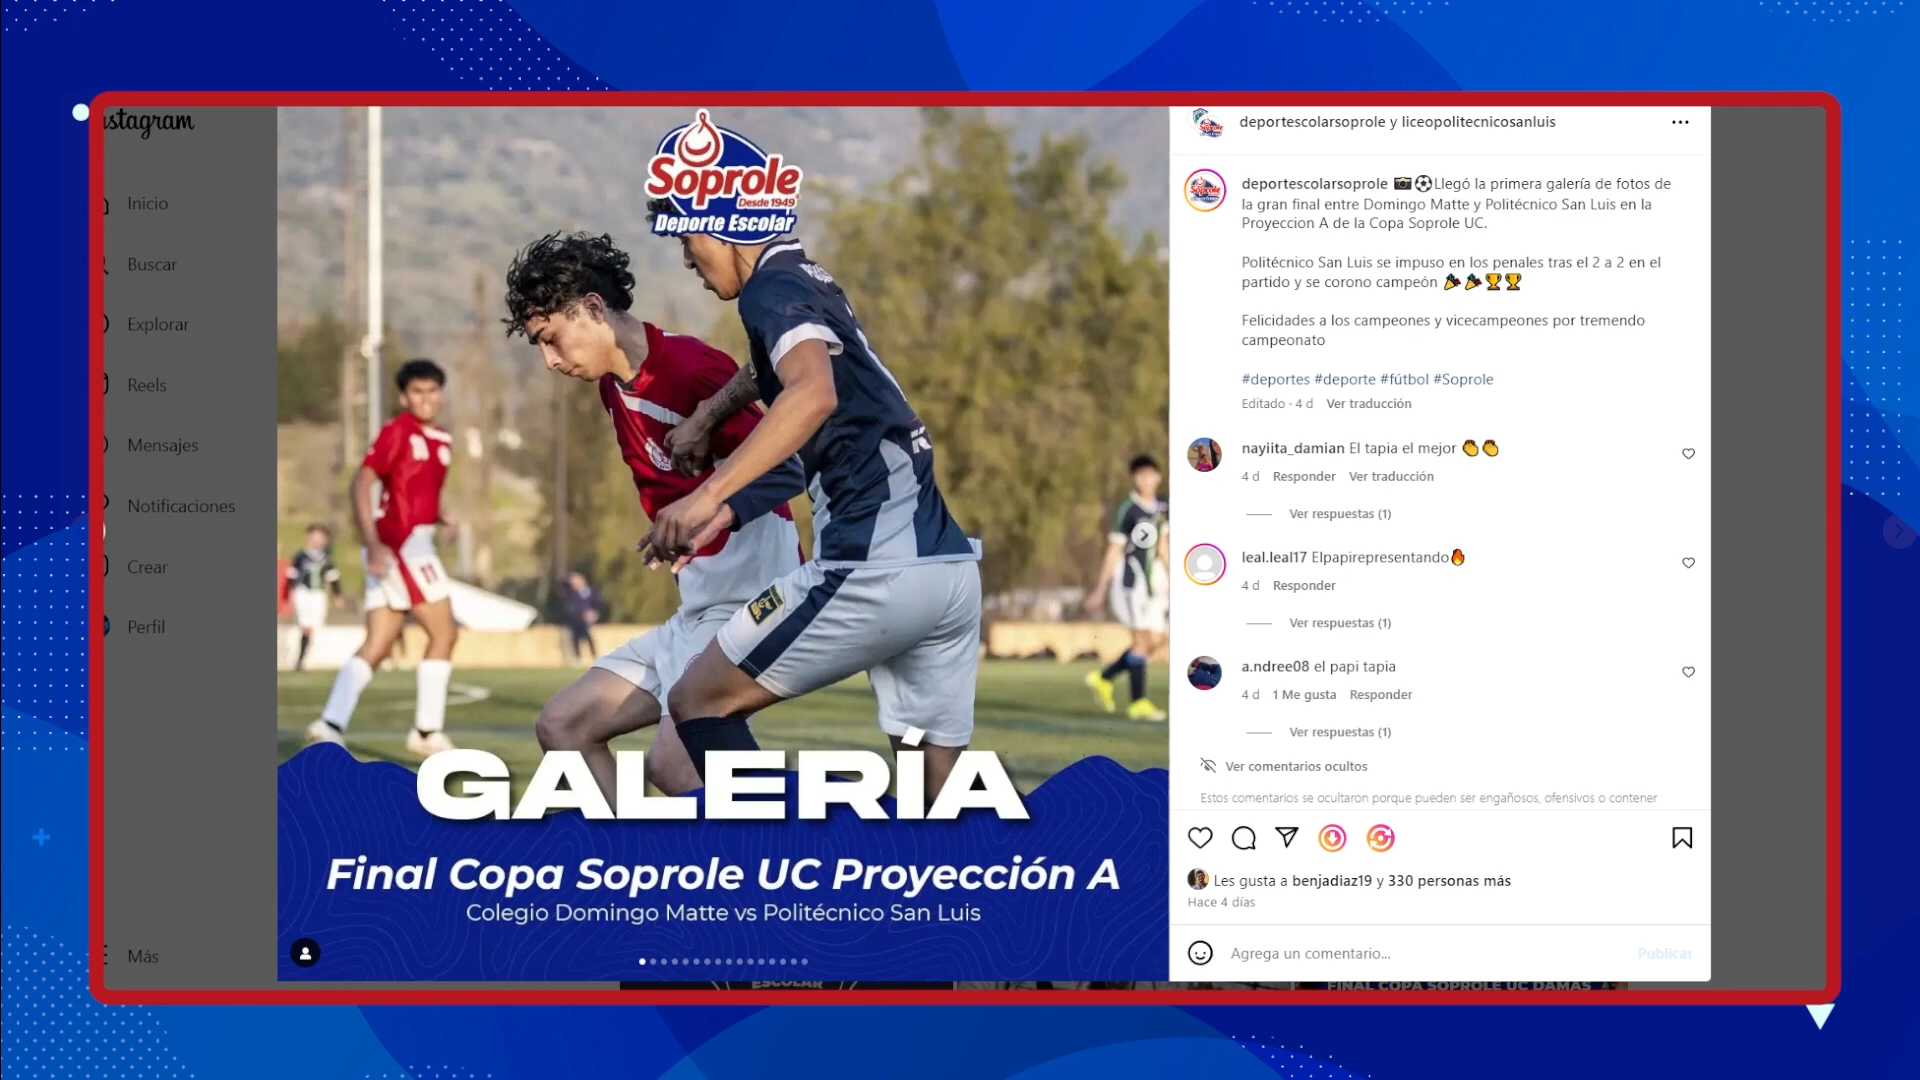 nstagram
Inicio
Buscar
Explorar
Reels
Mensajes
Notificaciones
Crear
Perfil
Más
Soprole
Desde 1949
Deporte Escolar
11
GALERÍA
Final Copa Soprole UC Proyección A
Colegio Domingo Matte vs Politécnico San Luis
deportescolarsoprole y liceopolitecnicosanluis
deportescolarsoprole 📷⚽Llegó la primera galería de fotos de
la gran final entre Domingo Matte y Politécnico San Luis en la
Proyeccion A de la Copa Soprole UC.
Politécnico San Luis se impuso en los penales tras el 2 a 2 en el
partido y se corono campeón 🎉🎉🏆🏆
Felicidades a los campeones y vicecampeones por tremendo
campeonato
#deportes #deporte #fútbol #Soprole
Editado · 4 d Ver traducción
nayiita_damian El tapia el mejor 👏👏
4 d Responder Ver traducción
Ver respuestas (1)
leal.leal17 Elpapirepresentando🔥
4 d Responder
Ver respuestas (1)
a.ndree08 el papi tapia
4 d 1 Me gusta Responder
Ver respuestas (1)
Ver comentarios ocultos
Estos comentarios se ocultaron porque pueden ser engañosos, ofensivos o contener
Les gusta a benjadiaz19 y 330 personas más
Hace 4 días
Agrega un comentario...
Publicar
ESCOLAR
FINAL COPA SOPROLE UC DAMAS